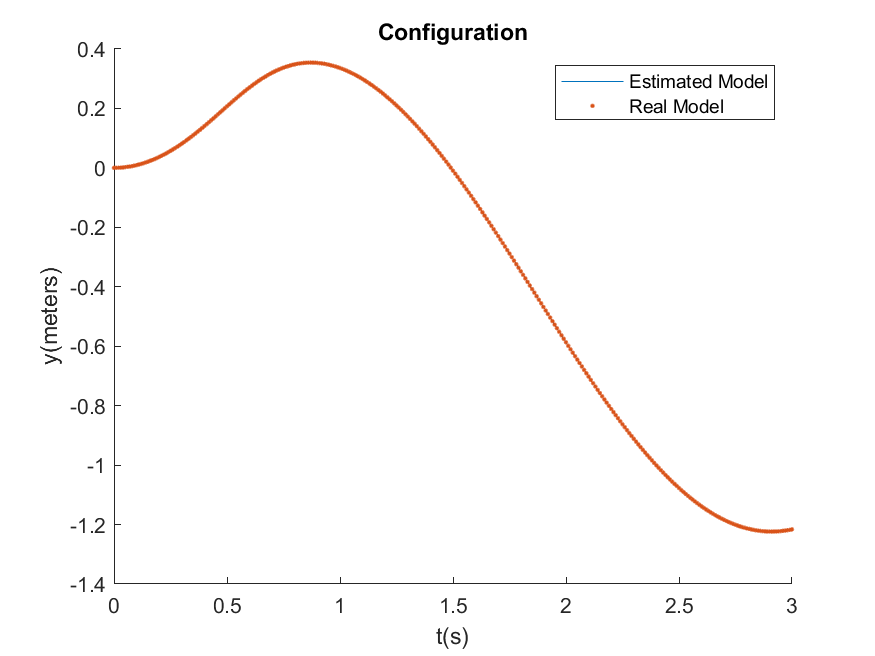 Configuration
Estimated Model
Real Model
0.4
0.2
0
-0.2
-0.4
-0.6
-0.8
-1
-1.2
-1.4
y(meters)
0 0.5 1 1.5 2 2.5 3
t(s)